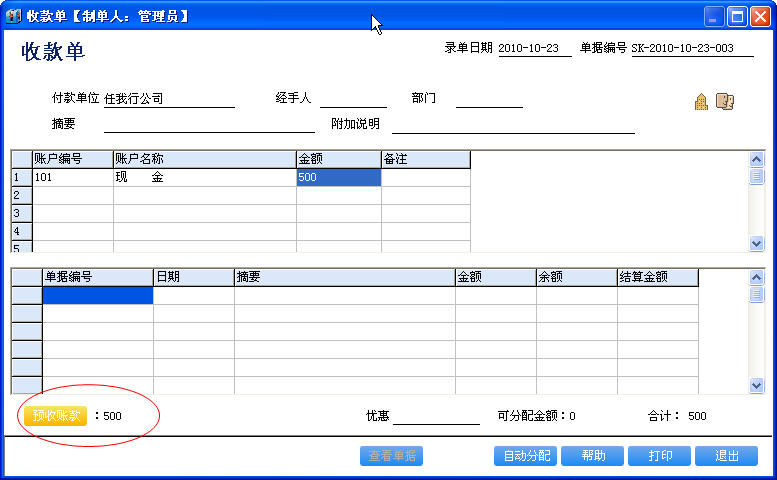 收款单【制单人：管理员】
收款单 录单日期 2010-10-23 单据编号 SK-2010-10-23-003
付款单位 任我行公司 经手人 部门
摘要 附加说明
账户编号 账户名称 金额 备注
1 101 现 金 500
2
3
4
5
单据编号 日期 摘要 金额 余额 结算金额
预收账款 ：500 优惠 可分配金额：0 合计： 500
查看单据 自动分配 帮助 打印 退出